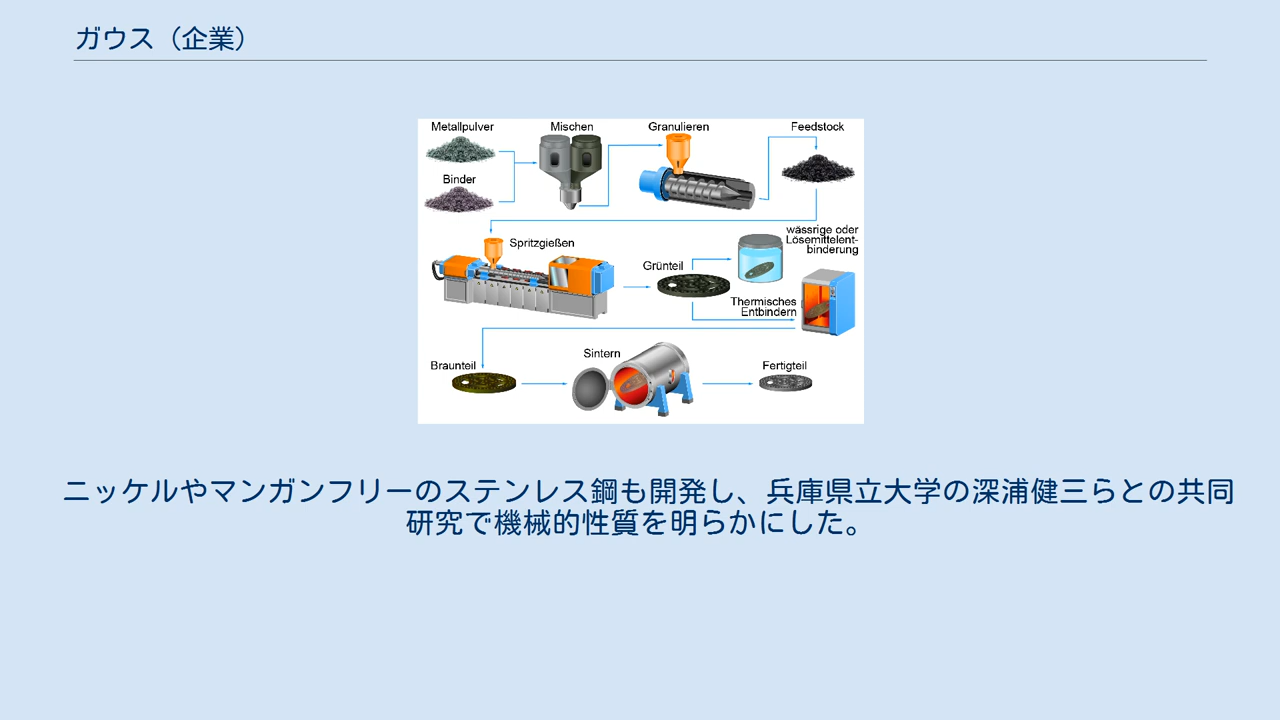 ガウス（企業）
Metallpulver
Mischen
Granulieren
Feedstock
Binder
Spritzgießen
Grünteil
wässrige oder
Lösemittelent-
binderung
Thermisches
Entbindern
Braunteil
Sintern
Fertigteil
ニッケルやマンガンフリーのステンレス鋼も開発し、兵庫県立大学の深浦健三らとの共同
研究で機械的性質を明らかにした。